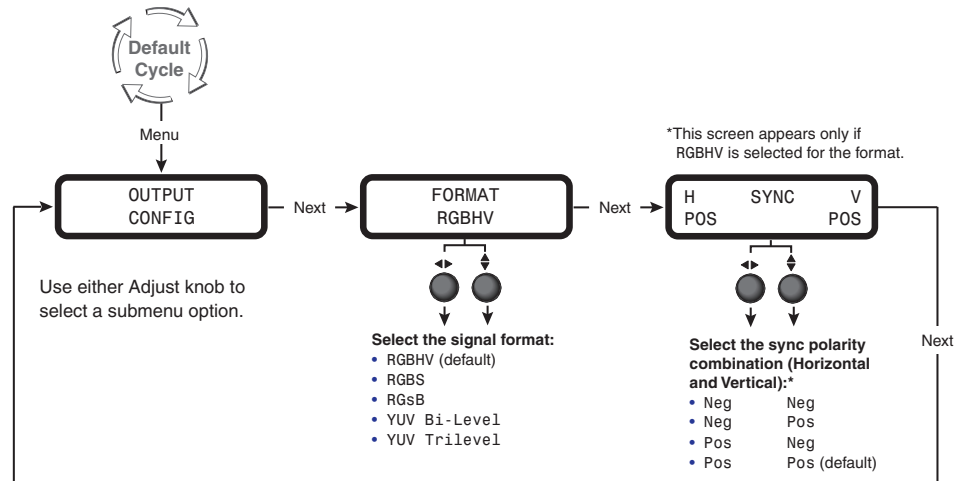 Default
Cycle
Menu
*This screen appears only if
RGBHV is selected for the format.
OUTPUT
CONFIG
Next
FORMAT
RGBHV
Next
H SYNC V
POS POS
Use either Adjust knob to
select a submenu option.
Select the signal format:
• RGBHV (default)
• RGBS
• RGsB
• YUV Bi-Level
• YUV Trilevel
Select the sync polarity
combination (Horizontal
and Vertical):*
• Neg Neg
• Neg Pos
• Pos Neg
• Pos Pos (default)
Next